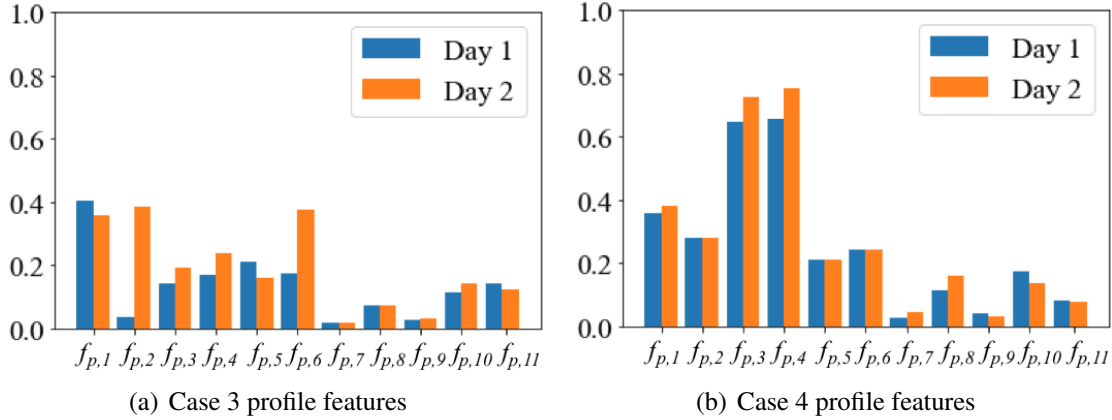 1.0
0.8
0.6
0.4
0.2
0.0
Day 1
Day 2
f_{p,1} f_{p,2} f_{p,3} f_{p,4} f_{p,5} f_{p,6} f_{p,7} f_{p,8} f_{p,9} f_{p,10} f_{p,11}
(a) Case 3 profile features
1.0
0.8
0.6
0.4
0.2
0.0
Day 1
Day 2
f_{p,1} f_{p,2} f_{p,3} f_{p,4} f_{p,5} f_{p,6} f_{p,7} f_{p,8} f_{p,9} f_{p,10} f_{p,11}
(b) Case 4 profile features